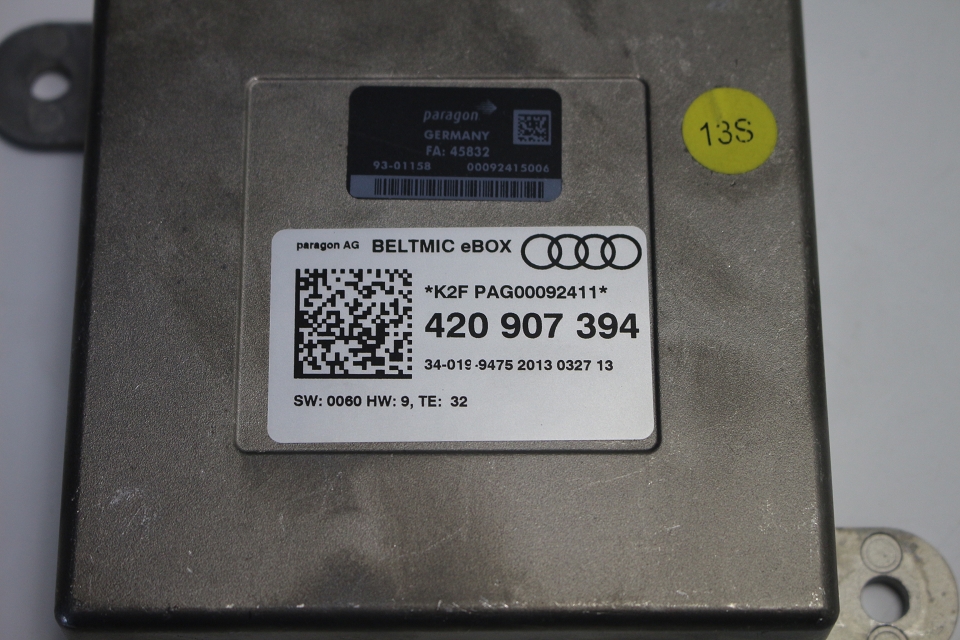 paragon
GERMANY
FA: 45832
93-01158 00092415006
13S
paragon AG BELTMIC eBOX
*K2F PAG00092411*
420 907 394
34-019-9475 2013 0327 13
SW: 0060 HW: 9, TE: 32